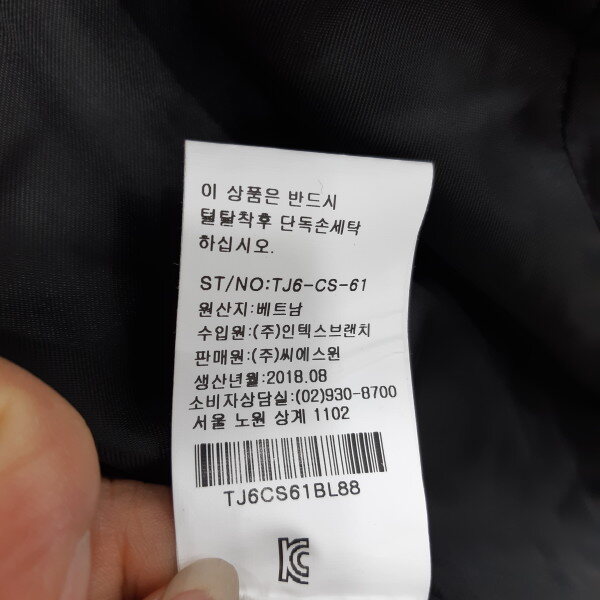 이 상품은 반드시
털탈착후 단독손세탁
하십시오.
ST/NO:TJ6-CS-61
원산지:베트남
수입원:(주)인텍스브랜치
판매원:(주)씨에스윈
생산년월:2018.08
소비자상담실:(02)930-8700
서울 노원 상계 1102
TJ6CS61BL88
KC